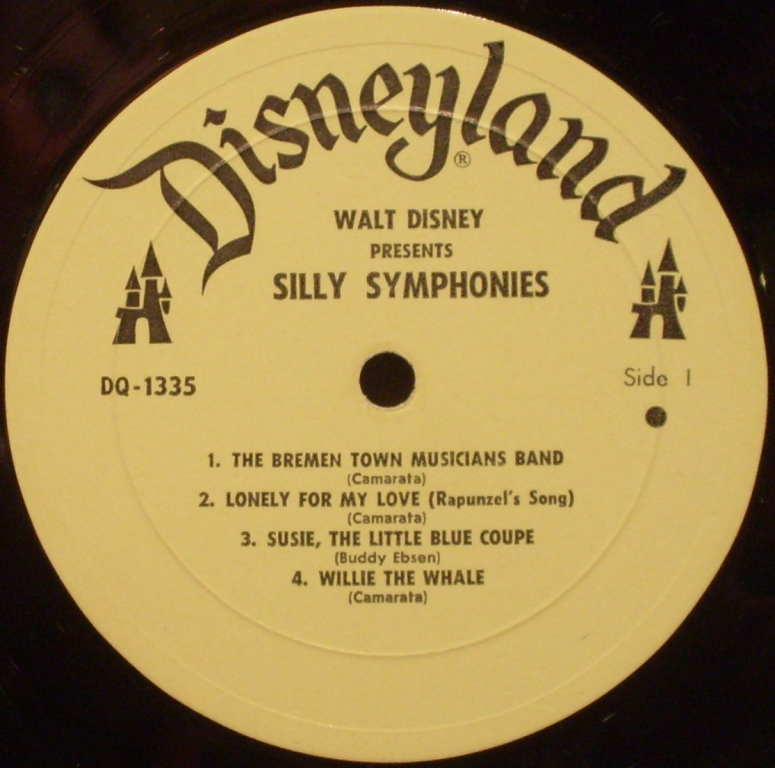 Disneyland
®
WALT DISNEY
PRESENTS
SILLY SYMPHONIES
DQ-1335
Side 1
1. THE BREMEN TOWN MUSICIANS BAND
(Camarata)
2. LONELY FOR MY LOVE (Rapunzel's Song)
(Camarata)
3. SUSIE, THE LITTLE BLUE COUPE
(Buddy Ebsen)
4. WILLIE THE WHALE
(Camarata)